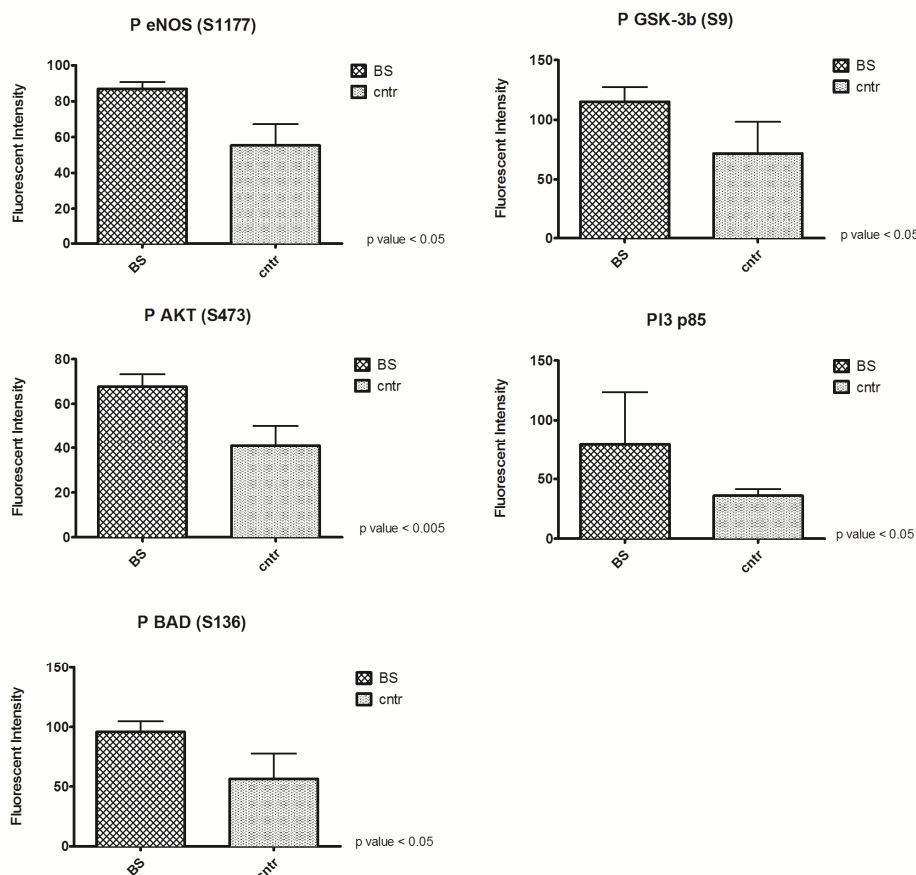 P eNOS (S1177)
Fluorescent Intensity
100
80
60
40
20
0
BS
cntr
BS
cntr
p value < 0.05
P GSK-3b (S9)
Fluorescent Intensity
150
100
50
0
BS
cntr
BS
cntr
p value < 0.05
P AKT (S473)
Fluorescent Intensity
80
60
40
20
0
BS
cntr
BS
cntr
p value < 0.005
PI3 p85
Fluorescent Intensity
150
100
50
0
BS
cntr
BS
cntr
p value < 0.05
P BAD (S136)
Fluorescent Intensity
150
100
50
0
BS
cntr
BS
cntr
p value < 0.05